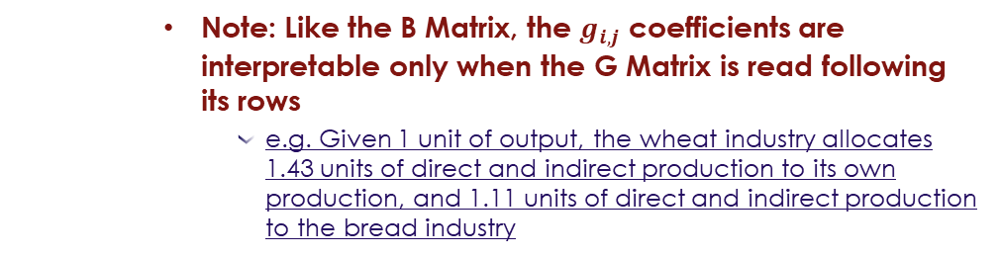 • Note: Like the B Matrix, the g_{i,j} coefficients are
interpretable only when the G Matrix is read following
its rows
e.g. Given 1 unit of output, the wheat industry allocates
1.43 units of direct and indirect production to its own
production, and 1.11 units of direct and indirect production
to the bread industry